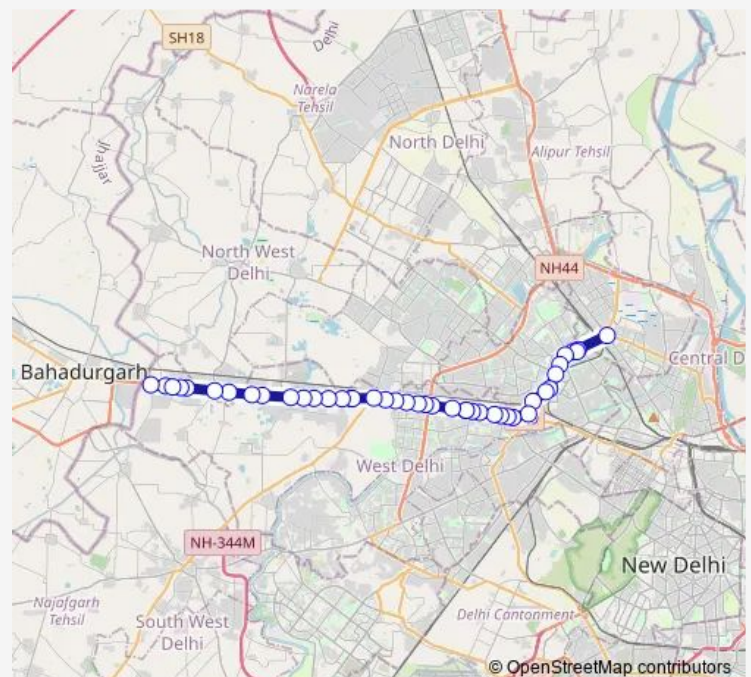 SH18
Delhi
Narela
Tehsil
North Delhi
Alipur Tehsil
Jhajjar
North West
Delhi
NH44
Bahadurgarh
Central D
West Delhi
NH-344M
New Delhi
Najafgarh
Tehsil
South West
Delhi
Delhi Cantonment
© OpenStreetMap contributors